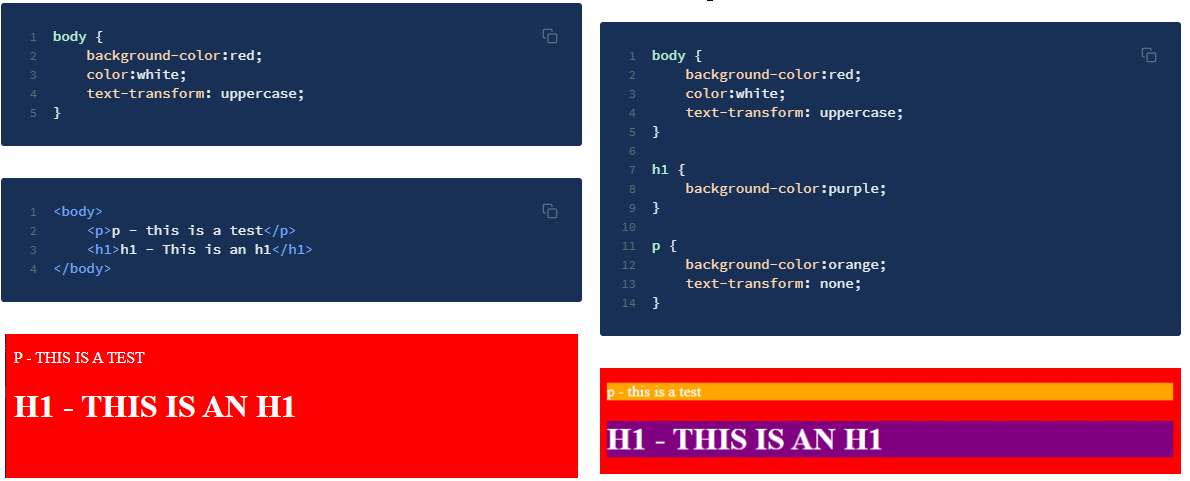 1 body {
2 background-color:red;
3 color:white;
4 text-transform: uppercase;
5 }
1 <body>
2 <p>p - this is a test</p>
3 <h1>h1 - This is an h1</h1>
4 </body>
P - THIS IS A TEST
H1 - THIS IS AN H1
1 body {
2 background-color:red;
3 color:white;
4 text-transform: uppercase;
5 }
6
7 h1 {
8 background-color:purple;
9 }
10
11 p {
12 background-color:orange;
13 text-transform: none;
14 }
p - this is a test
H1 - THIS IS AN H1